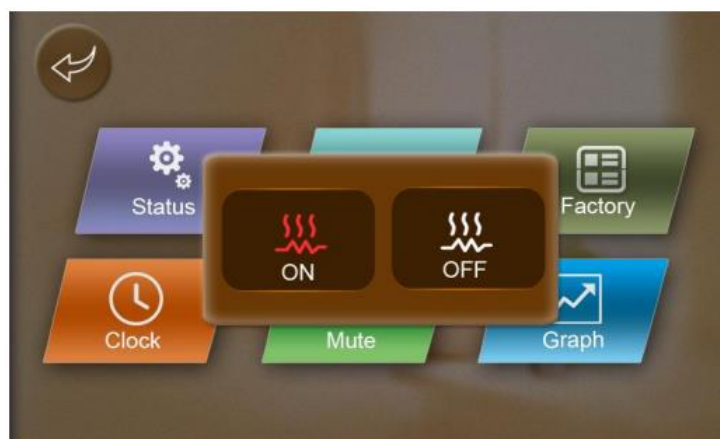 Status
Factory
ON
OFF
Clock
Mute
Graph